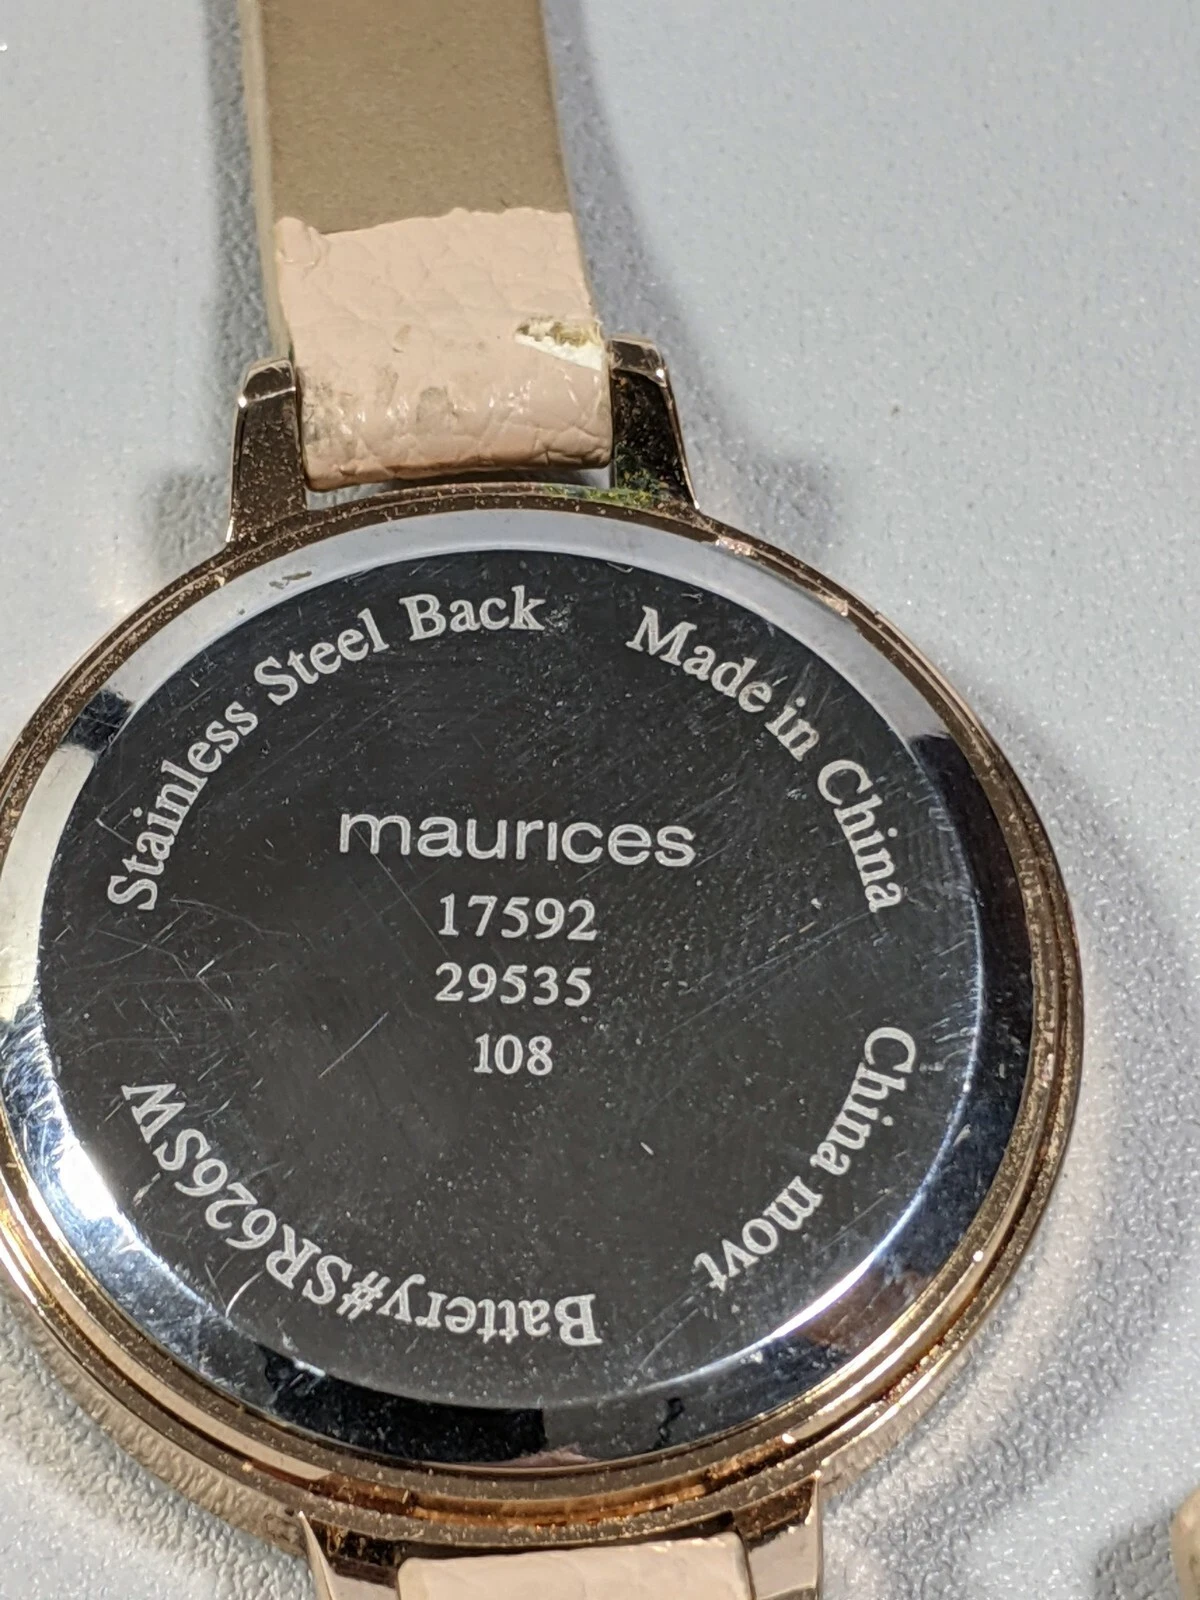 Stainless Steel Back
Made in China
maurices
17592
29535
108
China movt
Battery#SR626SW